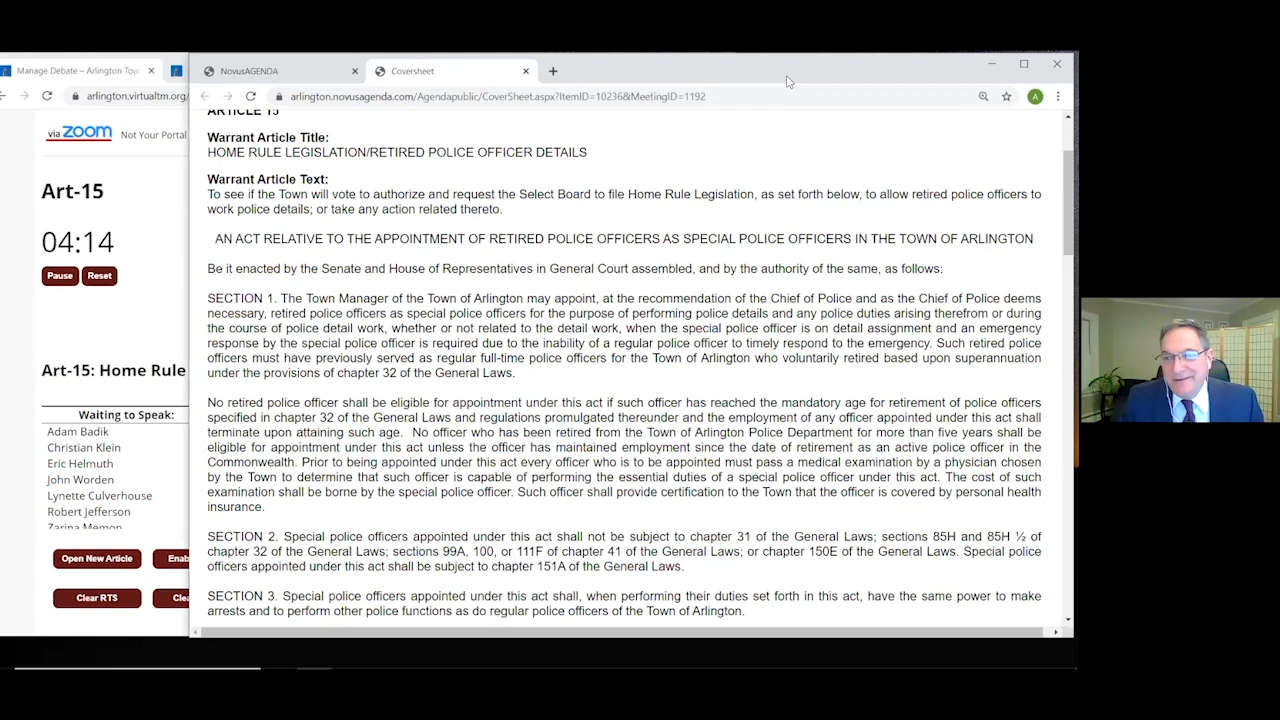 Manage Debate – Arlington Tow
NovusAGENDA
Coversheet
arlington.virtualtm.org/
arlington.novusagenda.com/Agendapublic/CoverSheet.aspx?ItemID=10236&MeetingID=1192
A
via zoom Not Your Portal
Art-15
04:14
Pause Reset
Art-15: Home Rule
Waiting to Speak:
Adam Badik
Christian Klein
Eric Helmuth
John Worden
Lynette Culverhouse
Robert Jefferson
Zarina Memon
Open New Article Enab
Clear RTS Clea
ARTICLE 15
Warrant Article Title:
HOME RULE LEGISLATION/RETIRED POLICE OFFICER DETAILS
Warrant Article Text:
To see if the Town will vote to authorize and request the Select Board to file Home Rule Legislation, as set forth below, to allow retired police officers to
work police details; or take any action related thereto.
AN ACT RELATIVE TO THE APPOINTMENT OF RETIRED POLICE OFFICERS AS SPECIAL POLICE OFFICERS IN THE TOWN OF ARLINGTON
Be it enacted by the Senate and House of Representatives in General Court assembled, and by the authority of the same, as follows:
SECTION 1. The Town Manager of the Town of Arlington may appoint, at the recommendation of the Chief of Police and as the Chief of Police deems
necessary, retired police officers as special police officers for the purpose of performing police details and any police duties arising therefrom or during
the course of police detail work, whether or not related to the detail work, when the special police officer is on detail assignment and an emergency
response by the special police officer is required due to the inability of a regular police officer to timely respond to the emergency. Such retired police
officers must have previously served as regular full-time police officers for the Town of Arlington who voluntarily retired based upon superannuation
under the provisions of chapter 32 of the General Laws.
No retired police officer shall be eligible for appointment under this act if such officer has reached the mandatory age for retirement of police officers
specified in chapter 32 of the General Laws and regulations promulgated thereunder and the employment of any officer appointed under this act shall
terminate upon attaining such age. No officer who has been retired from the Town of Arlington Police Department for more than five years shall be
eligible for appointment under this act unless the officer has maintained employment since the date of retirement as an active police officer in the
Commonwealth. Prior to being appointed under this act every officer who is to be appointed must pass a medical examination by a physician chosen
by the Town to determine that such officer is capable of performing the essential duties of a special police officer under this act. The cost of such
examination shall be borne by the special police officer. Such officer shall provide certification to the Town that the officer is covered by personal health
insurance.
SECTION 2. Special police officers appointed under this act shall not be subject to chapter 31 of the General Laws; sections 85H and 85H ½ of
chapter 32 of the General Laws; sections 99A, 100, or 111F of chapter 41 of the General Laws; or chapter 150E of the General Laws. Special police
officers appointed under this act shall be subject to chapter 151A of the General Laws.
SECTION 3. Special police officers appointed under this act shall, when performing their duties set forth in this act, have the same power to make
arrests and to perform other police functions as do regular police officers of the Town of Arlington.